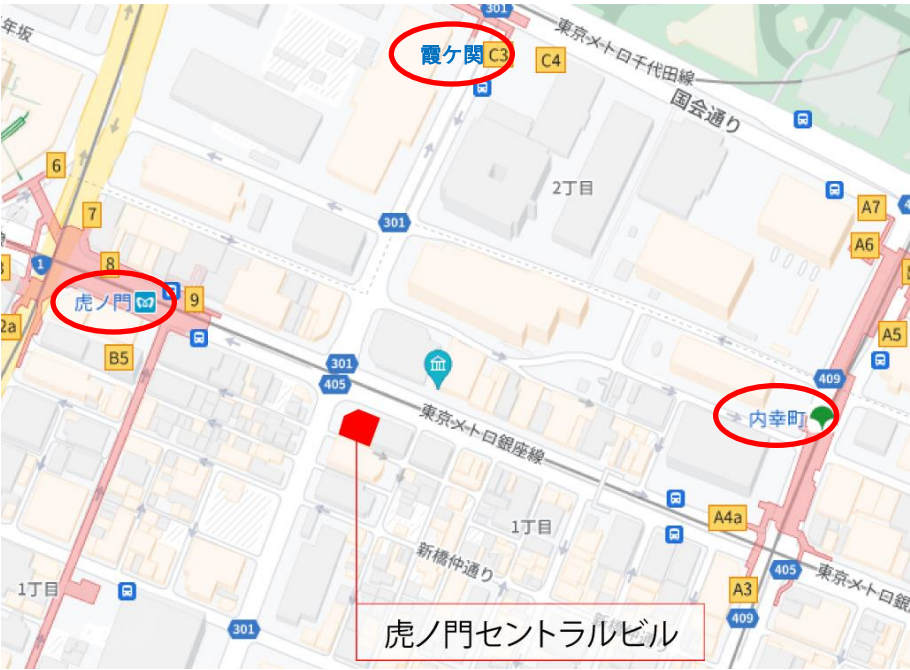 301
東京メトロ千代田線
年坂
霞ケ関
C3
C4
国会通り
6
2丁目
7
A7
4
301
A6
8
1
虎ノ門
9
2a
A5
B5
301
405
409
東京メトロ銀座線
内幸町
A4a
1丁目
新橋仲通り
405
東京メトロ銀
1丁目
A3
409
301
虎ノ門セントラルビル